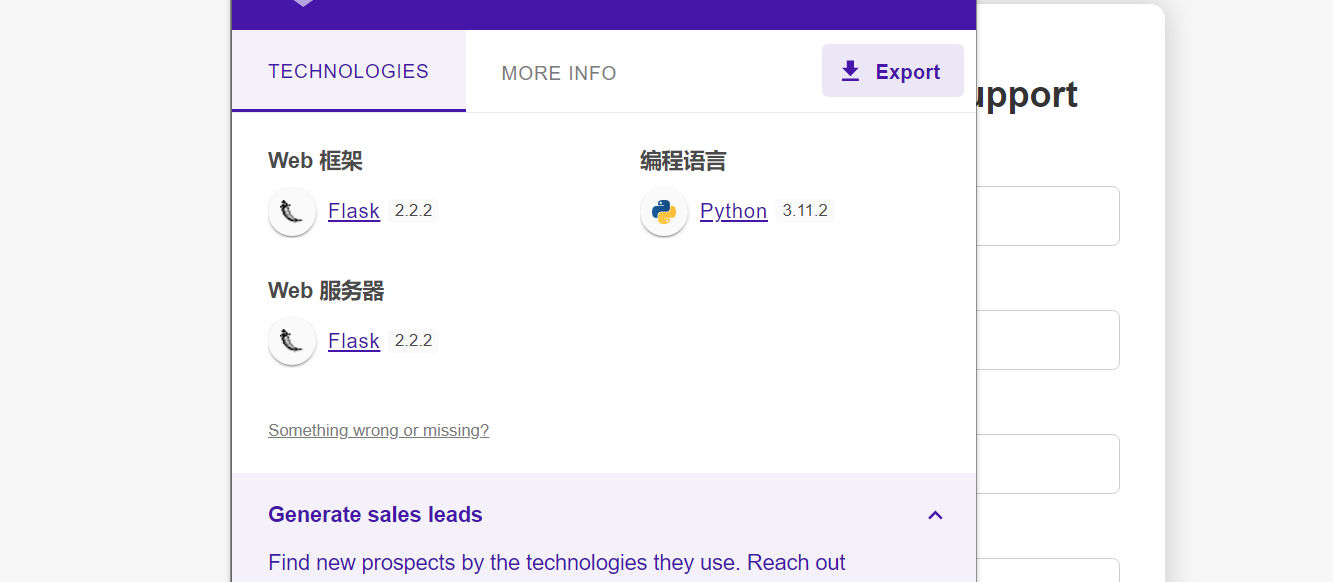 TECHNOLOGIES
MORE INFO
Export
Web 框架
编程语言
Flask 2.2.2
Python 3.11.2
Web 服务器
Flask 2.2.2
Something wrong or missing?
Generate sales leads
Find new prospects by the technologies they use. Reach out